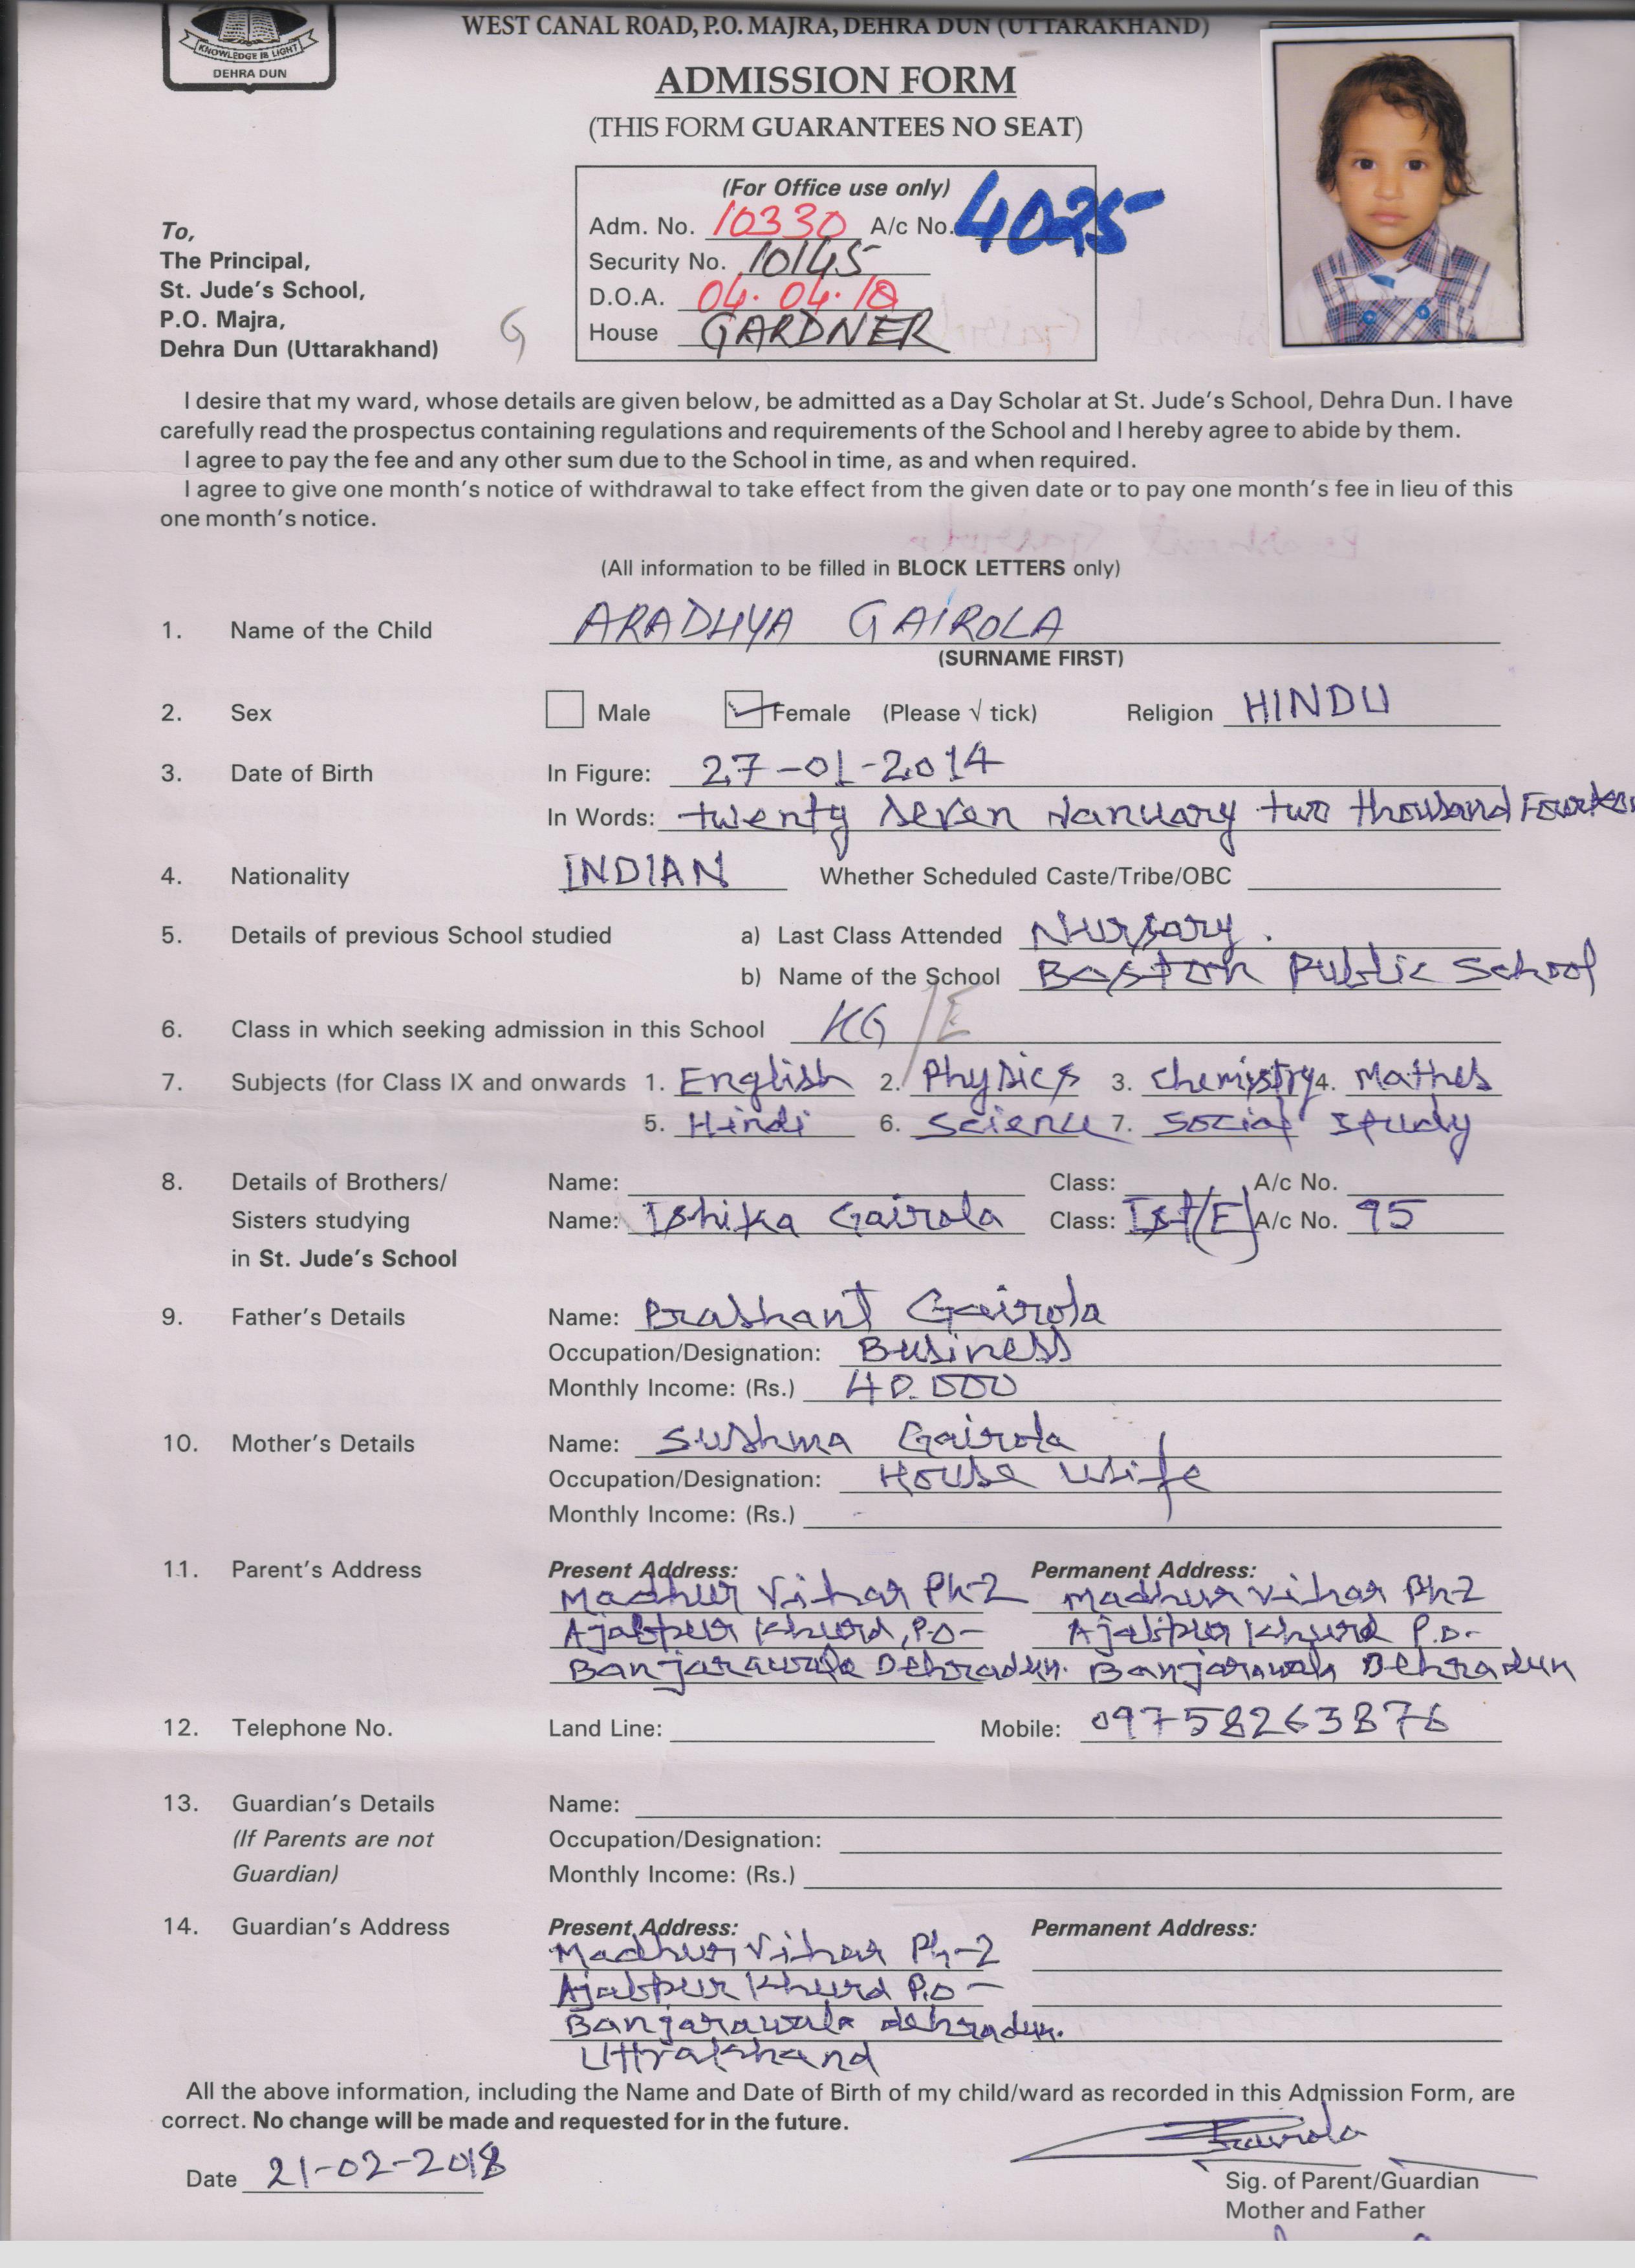 KNOWLEDGE IS LIGHT
DEHRA DUN
WEST CANAL ROAD, P.O. MAJRA, DEHRA DUN (UTTARAKHAND)
ADMISSION FORM
(THIS FORM GUARANTEES NO SEAT)
(For Office use only)
Adm. No. 10330 A/c No. 4025
Security No. 10145
D.O.A. 04.04.18
House GARDNER
To,
The Principal,
St. Jude's School,
P.O. Majra,
Dehra Dun (Uttarakhand)
G
I desire that my ward, whose details are given below, be admitted as a Day Scholar at St. Jude's School, Dehra Dun. I have
carefully read the prospectus containing regulations and requirements of the School and I hereby agree to abide by them.
I agree to pay the fee and any other sum due to the School in time, as and when required.
I agree to give one month's notice of withdrawal to take effect from the given date or to pay one month's fee in lieu of this
one month's notice.
(All information to be filled in BLOCK LETTERS only)
1. Name of the Child ARADHYA GAIROLA
(SURNAME FIRST)
2. Sex Male Female (Please √ tick) Religion HINDU
3. Date of Birth In Figure: 27-01-2014
In Words: twenty seven January two thousand Fourteen
4. Nationality INDIAN Whether Scheduled Caste/Tribe/OBC
5. Details of previous School studied a) Last Class Attended Nursary.
b) Name of the School Boston Public School
6. Class in which seeking admission in this School KG/E
7. Subjects (for Class IX and onwards 1. English 2. Physics 3. Chemistry 4. Mathes
5. Hindi 6. Science 7. Social Study
8. Details of Brothers/ Name: Class: A/c No.
Sisters studying Name: Ishika Gairola Class: Ist(E) A/c No. 95
in St. Jude's School
9. Father's Details Name: Prashant Gairola
Occupation/Designation: Business
Monthly Income: (Rs.) 40.000
10. Mother's Details Name: Sushma Gairola
Occupation/Designation: House Wife
Monthly Income: (Rs.) -
11. Parent's Address Present Address: Permanent Address:
Madhur Vihar Ph-2 Madhur Vihar Ph-2
Ajabpur Khurd, P.O- Ajabpur Khurd P.O-
Banjarawala Dehradun. Banjarawala Dehradun
12. Telephone No. Land Line: Mobile: 09758263876
13. Guardian's Details Name:
(If Parents are not Occupation/Designation:
Guardian) Monthly Income: (Rs.)
14. Guardian's Address Present Address: Permanent Address:
Madhur Vihar Ph-2
Ajabpur Khurd P.O-
Banjarawala dehradun.
Uttrakhand
All the above information, including the Name and Date of Birth of my child/ward as recorded in this Admission Form, are
correct. No change will be made and requested for in the future.
Gairola
Date 21-02-2018
Sig. of Parent/Guardian
Mother and Father